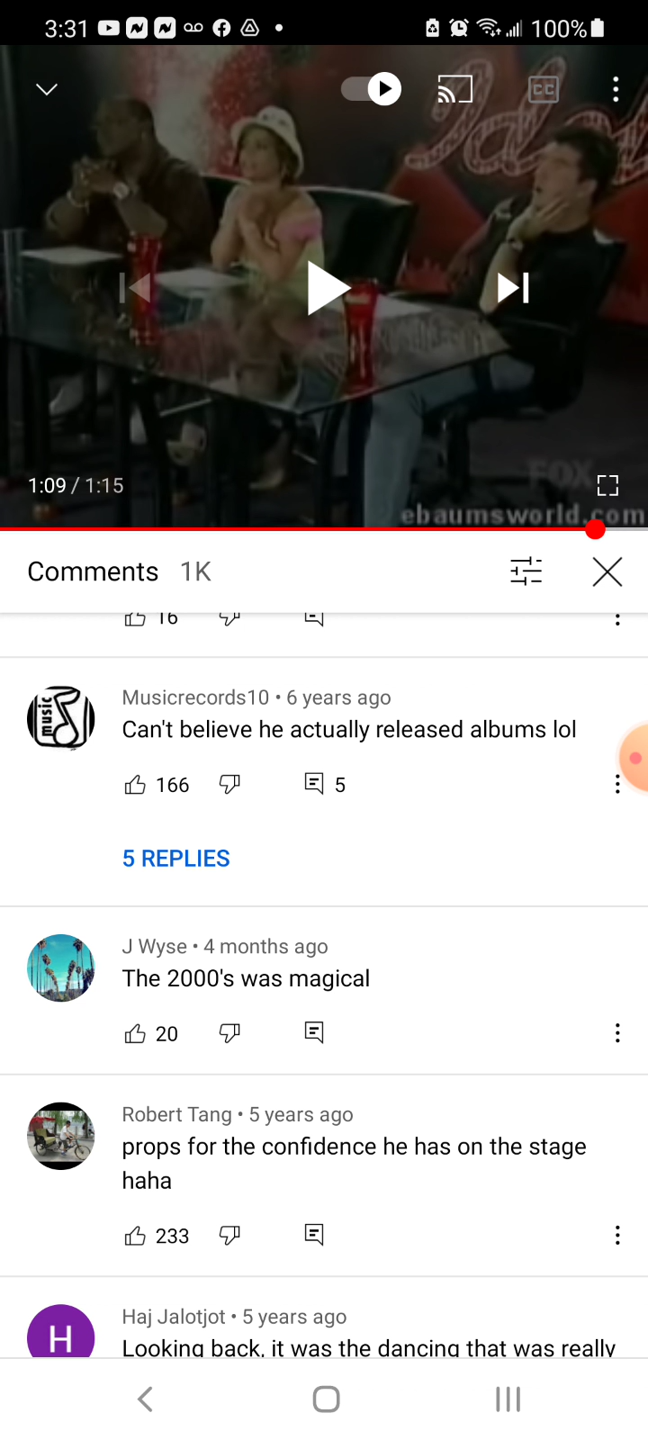 3:31
100%
CC
Idol
1:09 / 1:15
FOX
ebaumsworld.com
Comments 1K
16
music
Musicrecords10 • 6 years ago
Can't believe he actually released albums lol
166
5
5 REPLIES
J Wyse • 4 months ago
The 2000's was magical
20
Robert Tang • 5 years ago
props for the confidence he has on the stage
haha
233
H
Haj Jalotjot • 5 years ago
Looking back, it was the dancing that was really